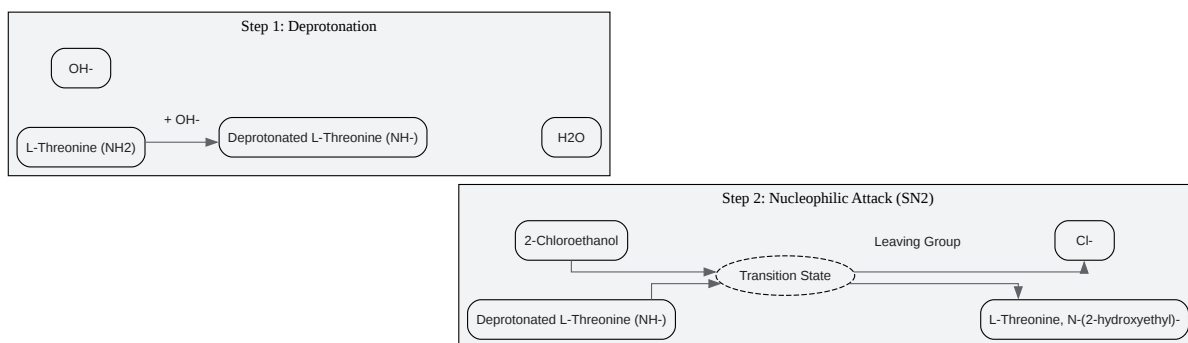 Step 1: Deprotonation
OH-
+ OH-
L-Threonine (NH2)
Deprotonated L-Threonine (NH-)
H2O
Step 2: Nucleophilic Attack (SN2)
2-Chloroethanol
Leaving Group
Cl-
Transition State
Deprotonated L-Threonine (NH-)
L-Threonine, N-(2-hydroxyethyl)-